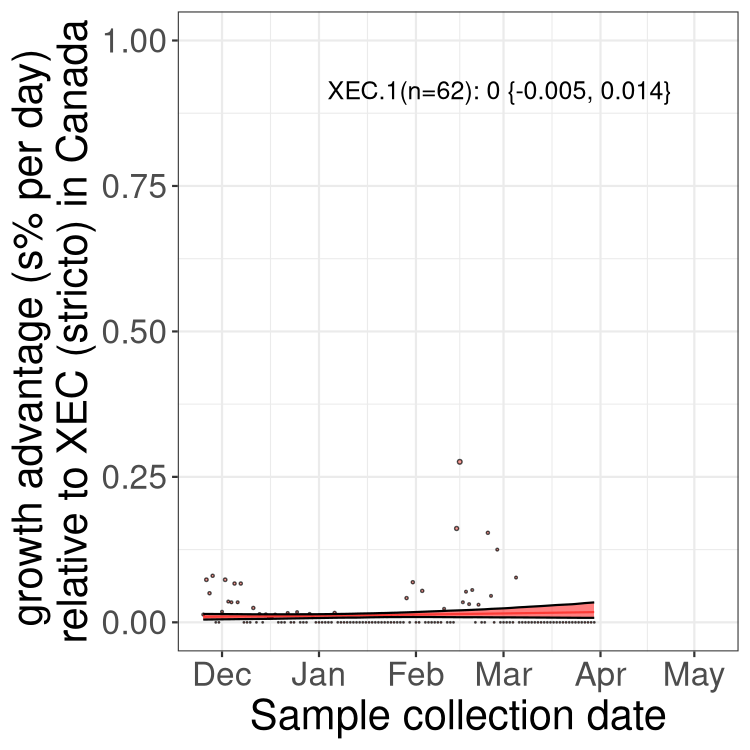 growth advantage (s% per day)
relative to XEC (stricto) in Canada
1.00
0.75
0.50
0.25
0.00
XEC.1(n=62): 0 {-0.005, 0.014}
Dec Jan Feb Mar Apr May
Sample collection date